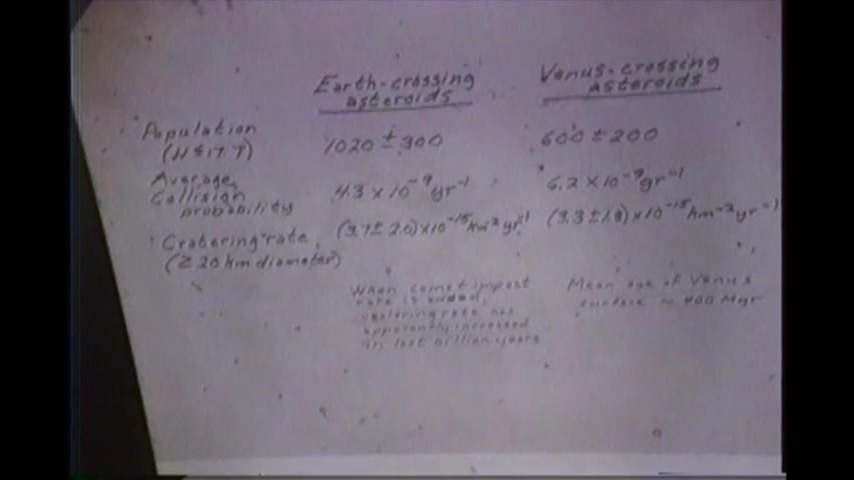 Earth-crossing asteroids
Venus-crossing asteroids
Population (H ≤ 17.7)
1020 ± 300
600 ± 200
Average Collision probability
4.3 × 10⁻⁹ yr⁻¹
6.2 × 10⁻⁹ yr⁻¹
Cratering rate (≥ 20 km diameter)
(3.7 ± 2.0) × 10⁻¹⁵ km⁻² yr⁻¹
(3.3 ± 1.8) × 10⁻¹⁵ km⁻² yr⁻¹
When comet impact
rate is added,
cratering rate has
apparently increased
in last billion years
Mean age of Venus
surface ~ 400 Myr